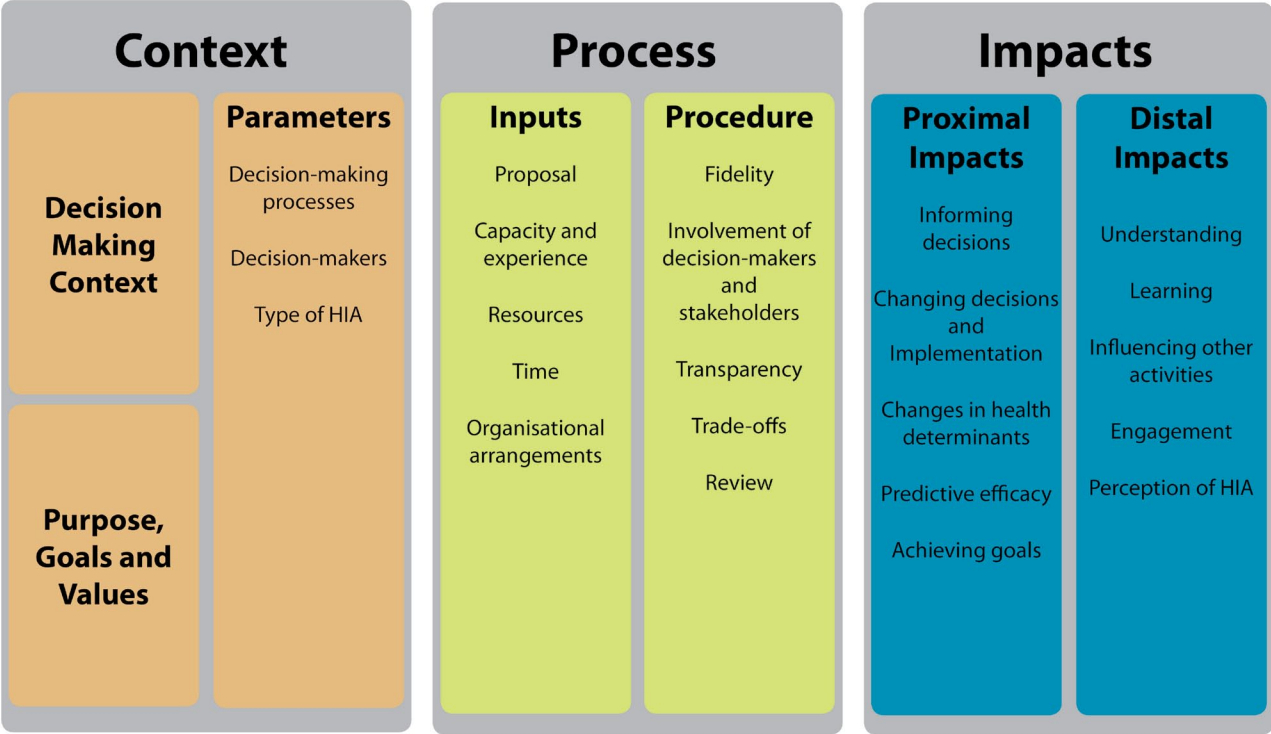 Context
Decision
Making
Context
Purpose,
Goals and
Values
Parameters
Decision-making
processes
Decision-makers
Type of HIA
Process
Inputs
Proposal
Capacity and
experience
Resources
Time
Organisational
arrangements
Procedure
Fidelity
Involvement of
decision-makers
and
stakeholders
Transparency
Trade-offs
Review
Impacts
Proximal
Impacts
Informing
decisions
Changing decisions
and
Implementation
Changes in health
determinants
Predictive efficacy
Achieving goals
Distal
Impacts
Understanding
Learning
Influencing other
activities
Engagement
Perception of HIA